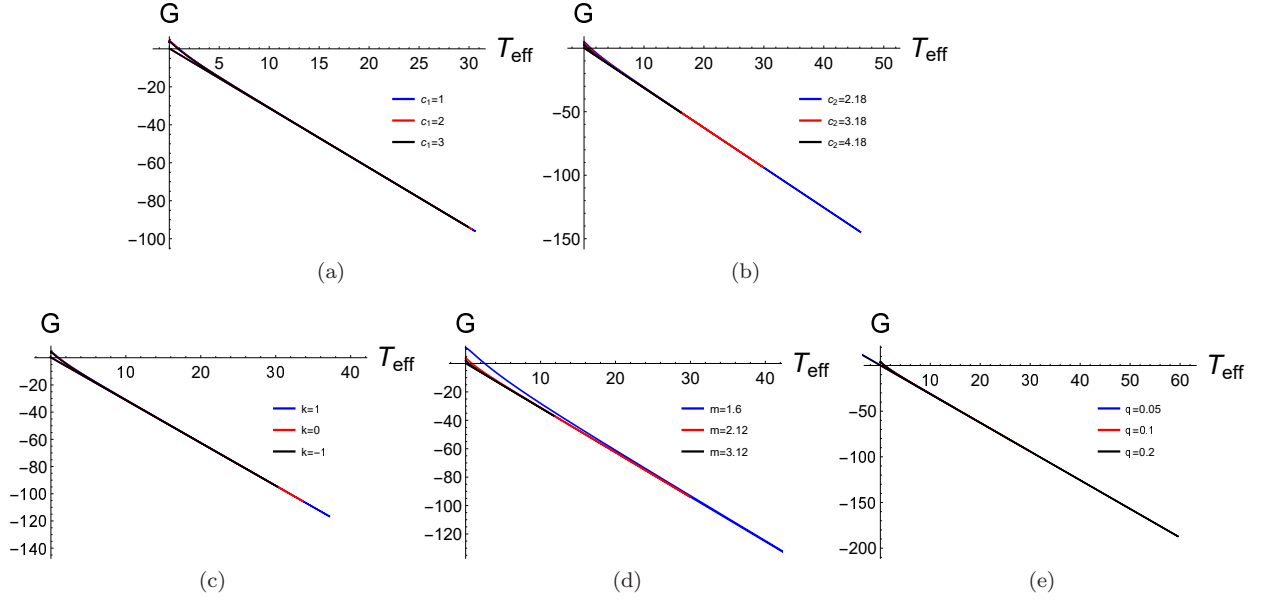 G
T_eff
5 10 15 20 25 30
−20
−40
−60
−80
−100
c₁=1
c₁=2
c₁=3
(a)
G
T_eff
10 20 30 40 50
−50
−100
−150
c₂=2.18
c₂=3.18
c₂=4.18
(b)
G
T_eff
10 20 30 40
−20
−40
−60
−80
−100
−120
−140
k=1
k=0
k=−1
(c)
G
T_eff
10 20 30 40
−20
−40
−60
−80
−100
−120
m=1.6
m=2.12
m=3.12
(d)
G
T_eff
10 20 30 40 50 60
−50
−100
−150
−200
q=0.05
q=0.1
q=0.2
(e)